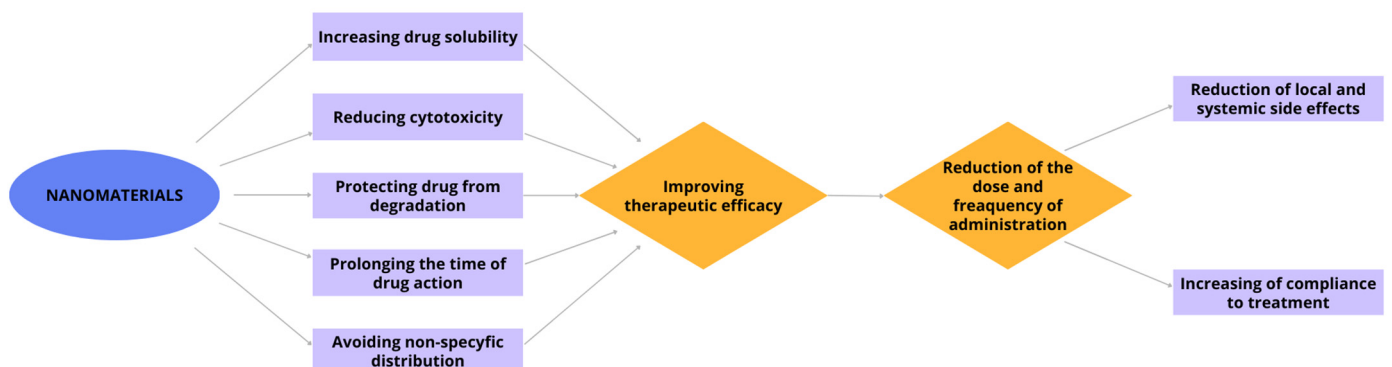 NANOMATERIALS
Increasing drug solubility
Reducing cytotoxicity
Protecting drug from
degradation
Prolonging the time of
drug action
Avoiding non-specyfic
distribution
Improving
therapeutic efficacy
Reduction of the
dose and
freaquency of
administration
Reduction of local and
systemic side effects
Increasing of compliance
to treatment